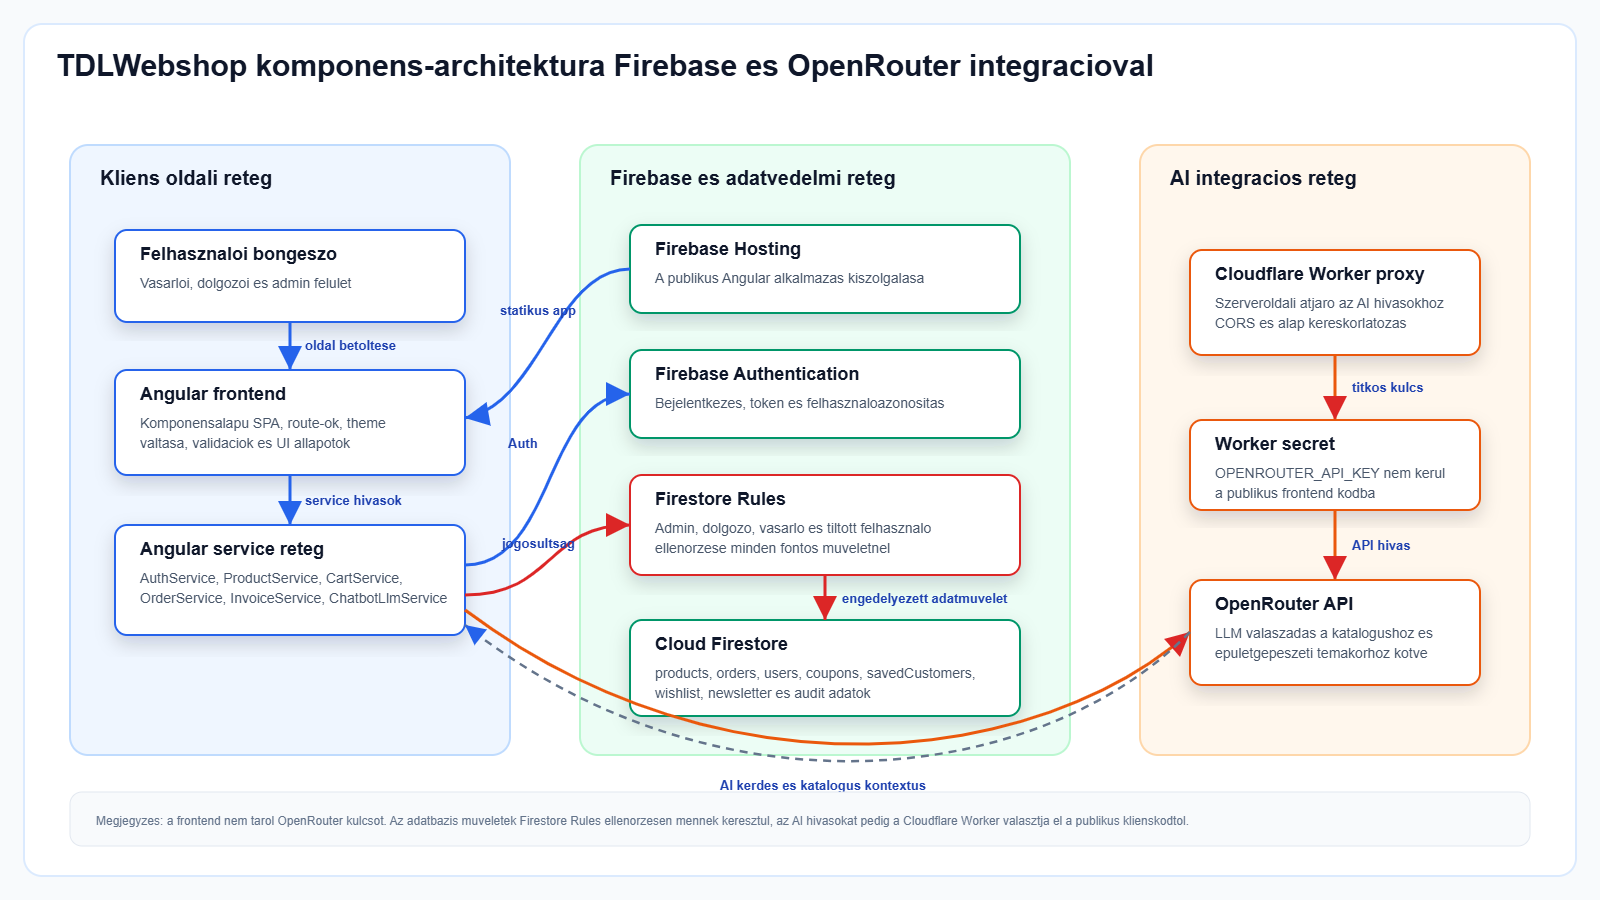 TDLWebshop komponens-architektura Firebase es OpenRouter integracioval
Kliens oldali reteg
Felhasznaloi bongeszo
Vasarloi, dolgozoi es admin felulet
oldal betoltese
Angular frontend
Komponensalapu SPA, route-ok, theme
valtasa, validaciok es UI allapotok
service hivasok
Angular service reteg
AuthService, ProductService, CartService,
OrderService, InvoiceService, ChatbotLlmService
statikus app
Auth
jogosultsag
Firebase es adatvedelmi reteg
Firebase Hosting
A publikus Angular alkalmazas kiszolgalasa
Firebase Authentication
Bejelentkezes, token es felhasznaloazonositas
Firestore Rules
Admin, dolgozo, vasarlo es tiltott felhasznalo
ellenorzese minden fontos muveletnel
engedelyezett adatmuvelet
Cloud Firestore
products, orders, users, coupons, savedCustomers,
wishlist, newsletter es audit adatok
AI integracios reteg
Cloudflare Worker proxy
Szerveroldali atjaro az AI hivasokhoz
CORS es alap kereskorlatozas
titkos kulcs
Worker secret
OPENROUTER_API_KEY nem kerul
a publikus frontend kodba
API hivas
OpenRouter API
LLM valaszadas a katalogushoz es
epuletgepeszeti temakorhoz kotve
AI kerdes es katalogus kontextus
Megjegyzes: a frontend nem tarol OpenRouter kulcsot. Az adatbazis muveletek Firestore Rules ellenorzesen mennek keresztul, az AI hivasokat pedig a Cloudflare Worker valasztja el a publikus klienskodtol.